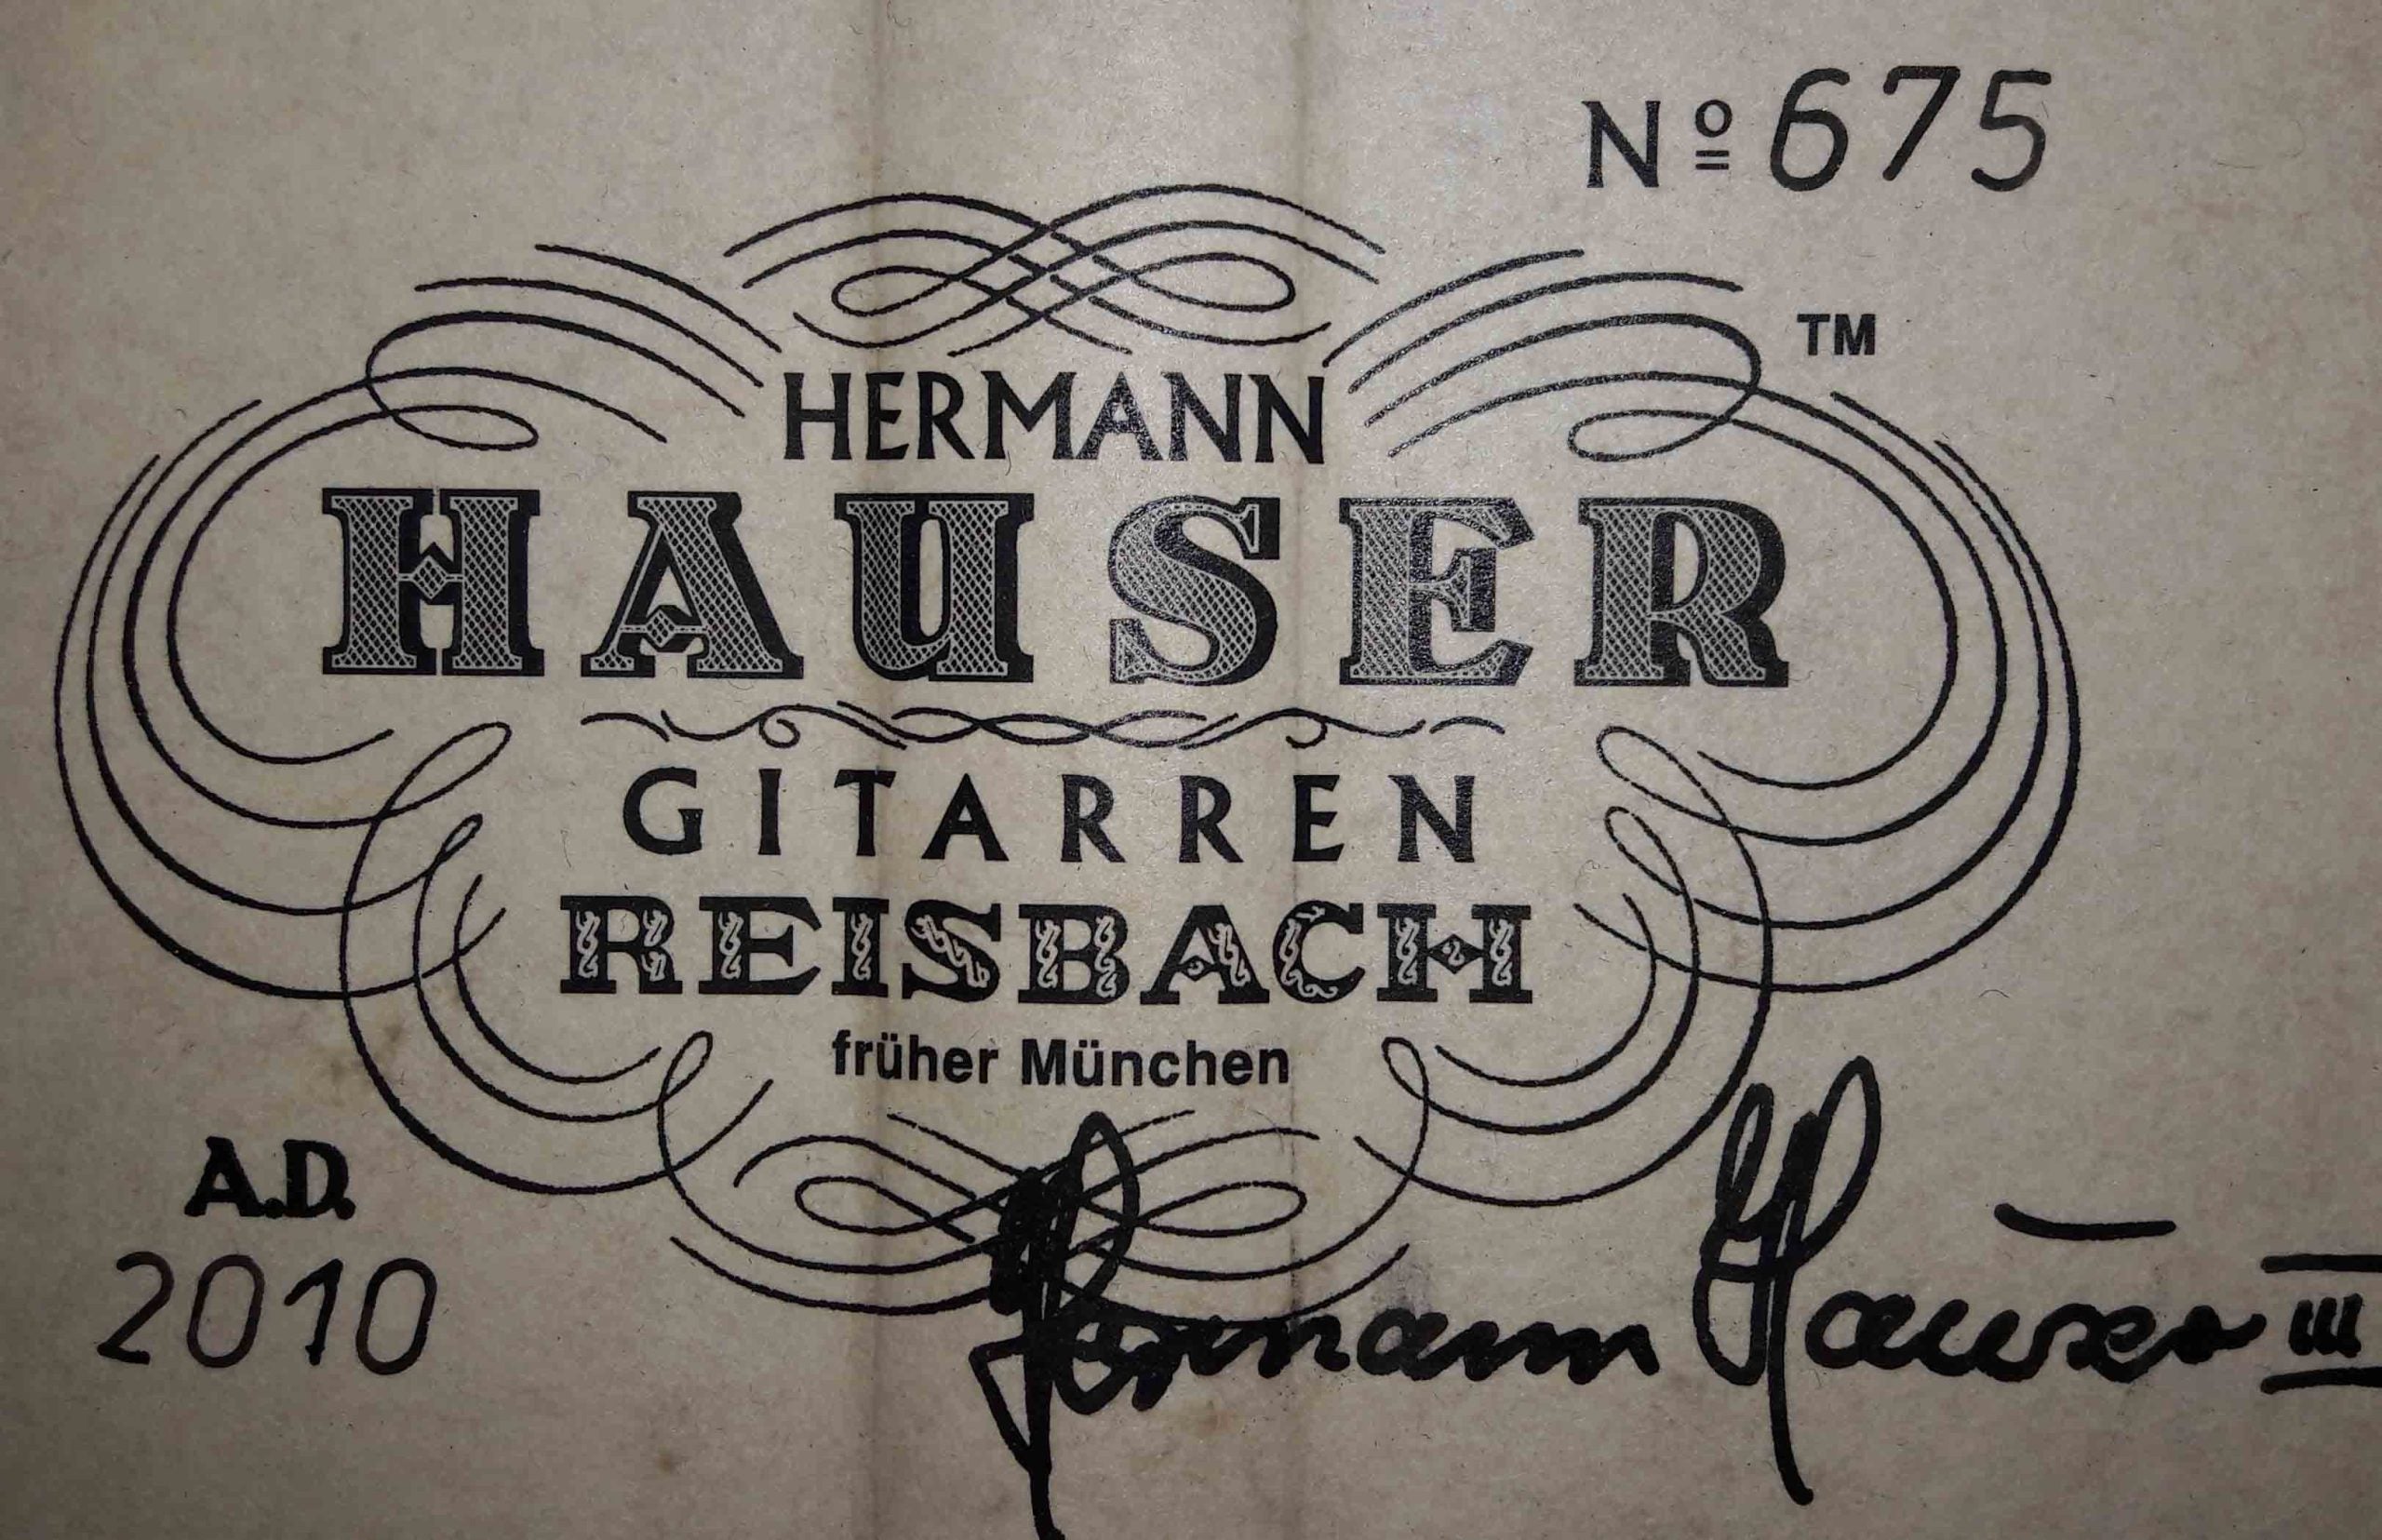 Nº 675
TM
HERMANN
HAUSER
GITARREN
REISBACH
früher München
A.D.
2010
Hermann Hauser III